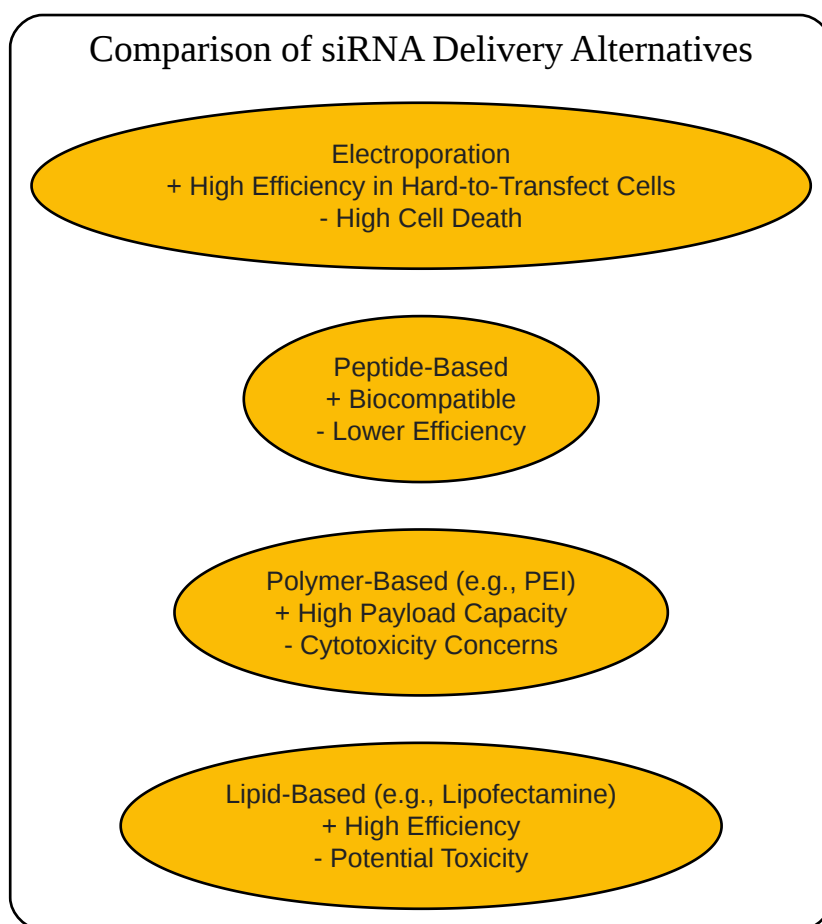 Comparison of siRNA Delivery Alternatives
Electroporation
+ High Efficiency in Hard-to-Transfect Cells
- High Cell Death
Peptide-Based
+ Biocompatible
- Lower Efficiency
Polymer-Based (e.g., PEI)
+ High Payload Capacity
- Cytotoxicity Concerns
Lipid-Based (e.g., Lipofectamine)
+ High Efficiency
- Potential Toxicity